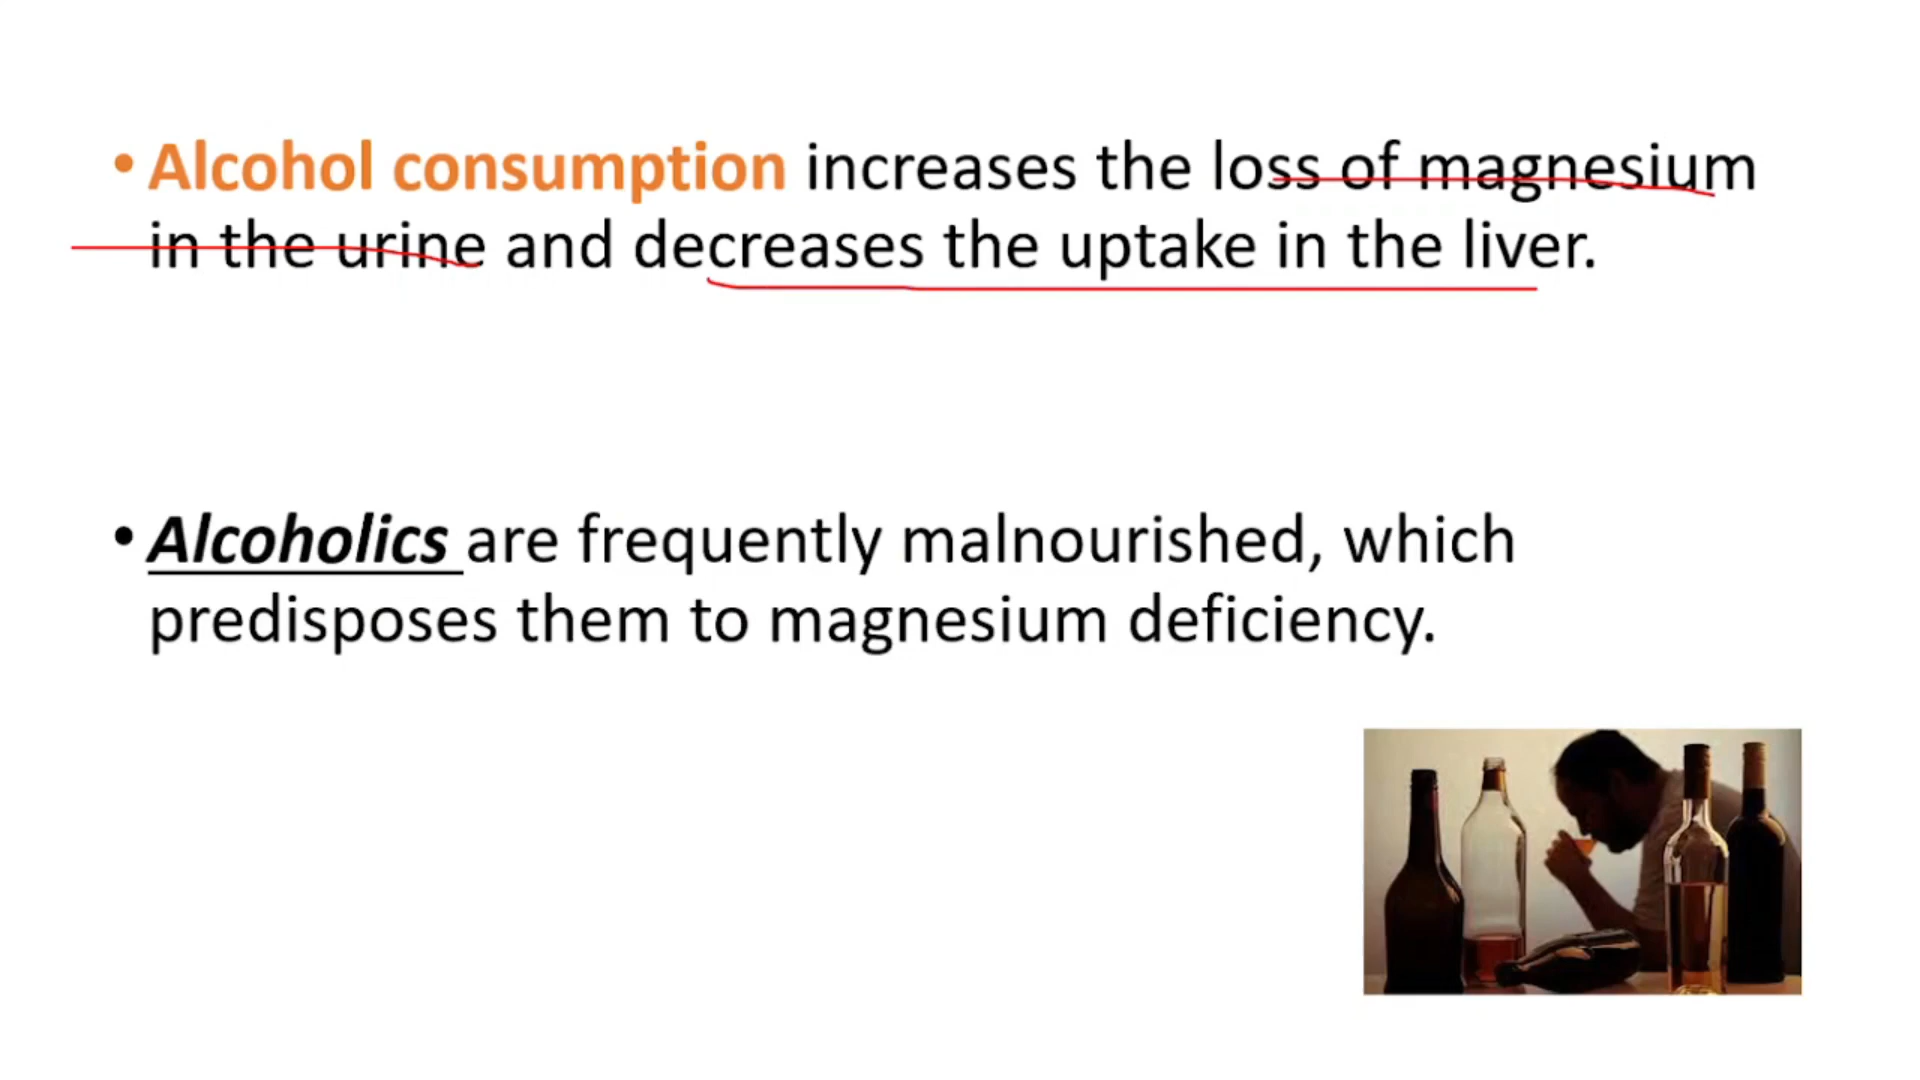 • Alcohol consumption increases the loss of magnesium
in the urine and decreases the uptake in the liver.
• Alcoholics are frequently malnourished, which
predisposes them to magnesium deficiency.